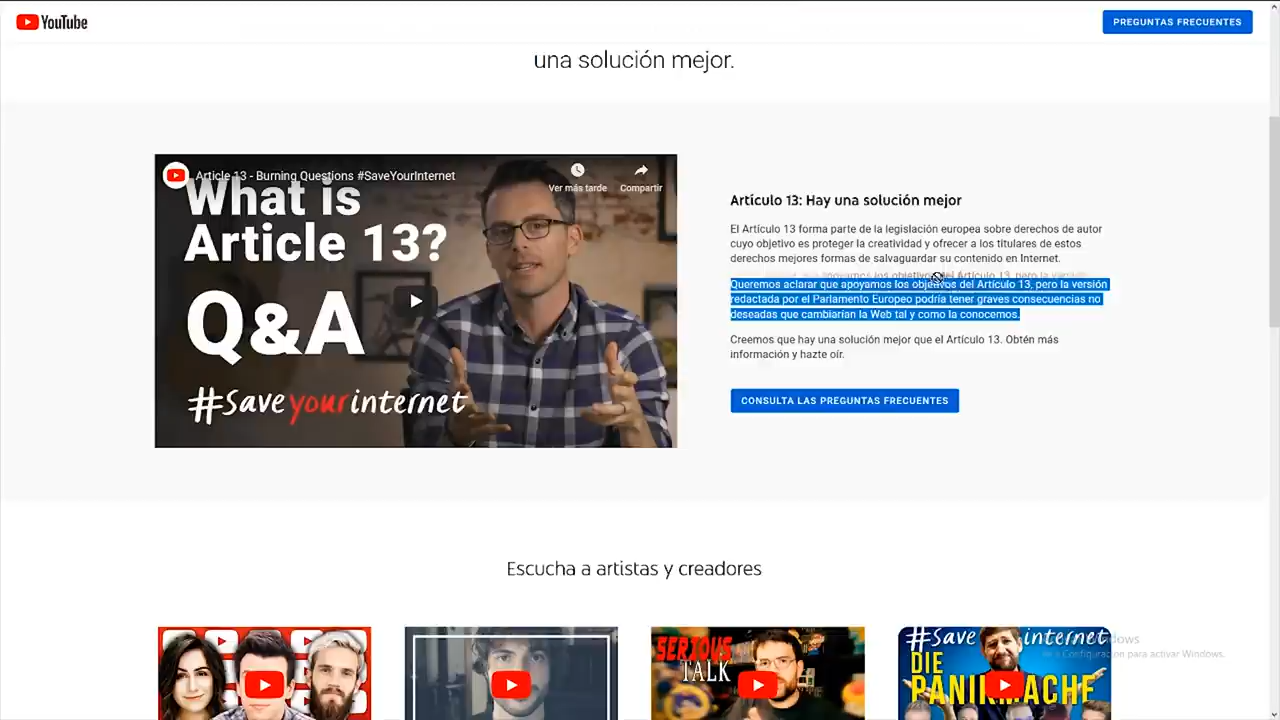 YouTube
PREGUNTAS FRECUENTES
una solución mejor.
Article 13 - Burning Questions #SaveYourInternet
Ver más tarde
Compartir
What is
Article 13?
Q&A
#saveyourinternet
Artículo 13: Hay una solución mejor
El Artículo 13 forma parte de la legislación europea sobre derechos de autor
cuyo objetivo es proteger la creatividad y ofrecer a los titulares de estos
derechos mejores formas de salvaguardar su contenido en Internet.
Queremos aclarar que apoyamos los objetivos del Artículo 13, pero la versión
redactada por el Parlamento Europeo podría tener graves consecuencias no
deseadas que cambiarían la Web tal y como la conocemos.
Creemos que hay una solución mejor que el Artículo 13. Obtén más
información y hazte oír.
CONSULTA LAS PREGUNTAS FRECUENTES
Escucha a artistas y creadores
SERIOUS
TALK
#Save internet
DIE
PANIKMACHE
Windows
Configuración para activar Windows.